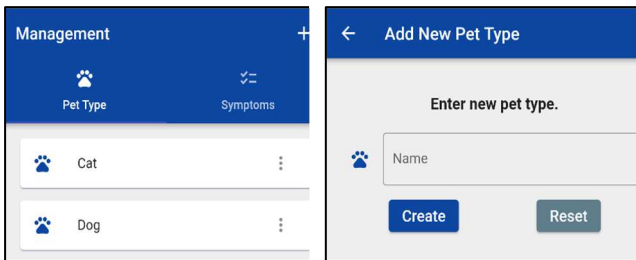 Management
+
Pet Type
Symptoms
Cat
Dog
Add New Pet Type
Enter new pet type.
Name
Create
Reset